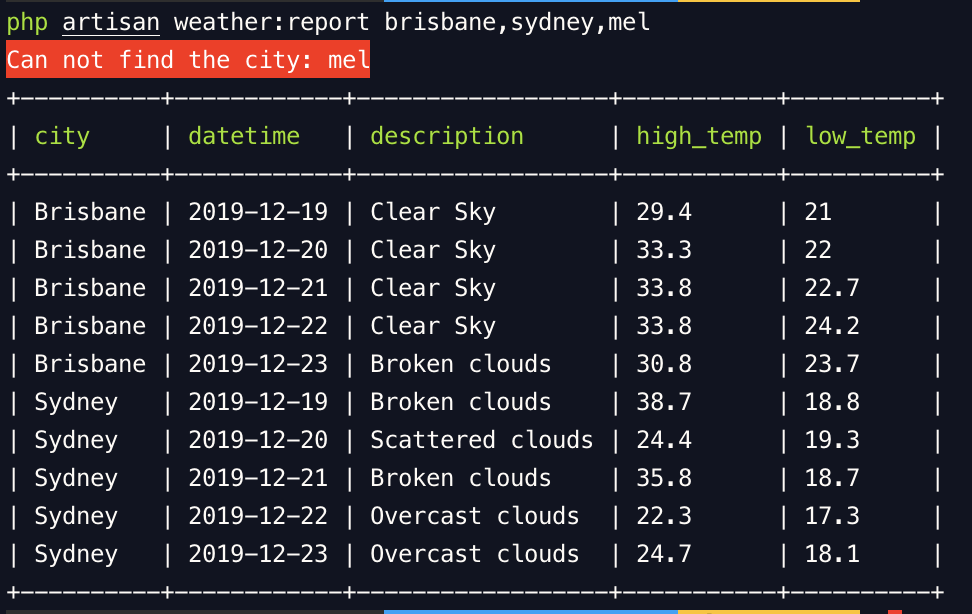 php artisan weather:report brisbane,sydney,mel
Can not find the city: mel
+----------+------------+------------------+-----------+----------+
| city     | datetime   | description      | high_temp | low_temp |
+----------+------------+------------------+-----------+----------+
| Brisbane | 2019-12-19 | Clear Sky        | 29.4      | 21       |
| Brisbane | 2019-12-20 | Clear Sky        | 33.3      | 22       |
| Brisbane | 2019-12-21 | Clear Sky        | 33.8      | 22.7     |
| Brisbane | 2019-12-22 | Clear Sky        | 33.8      | 24.2     |
| Brisbane | 2019-12-23 | Broken clouds    | 30.8      | 23.7     |
| Sydney   | 2019-12-19 | Broken clouds    | 38.7      | 18.8     |
| Sydney   | 2019-12-20 | Scattered clouds | 24.4      | 19.3     |
| Sydney   | 2019-12-21 | Broken clouds    | 35.8      | 18.7     |
| Sydney   | 2019-12-22 | Overcast clouds  | 22.3      | 17.3     |
| Sydney   | 2019-12-23 | Overcast clouds  | 24.7      | 18.1     |
+----------+------------+------------------+-----------+----------+